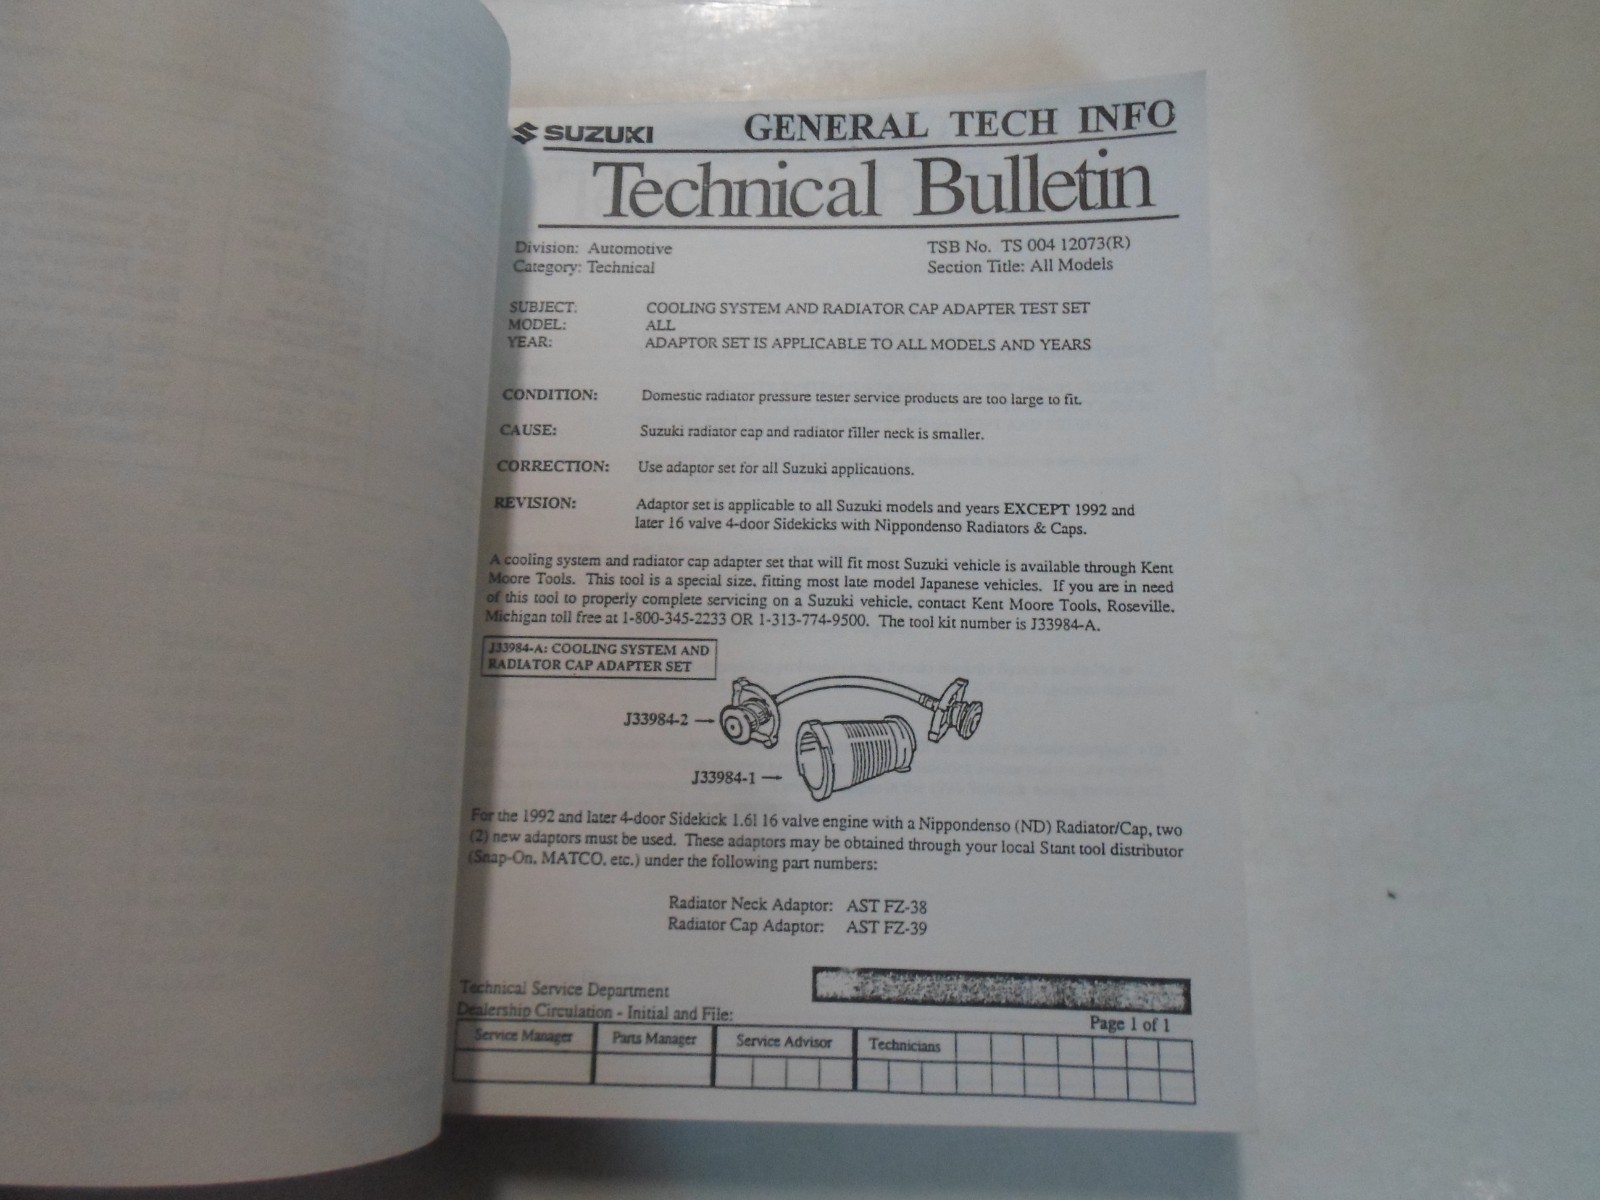 SUZUKI GENERAL TECH INFO
Technical Bulletin
Division: Automotive TSB No. TS 004 12073(R)
Category: Technical Section Title: All Models
SUBJECT: COOLING SYSTEM AND RADIATOR CAP ADAPTER TEST SET
MODEL: ALL
YEAR: ADAPTOR SET IS APPLICABLE TO ALL MODELS AND YEARS
CONDITION: Domestic radiator pressure tester service products are too large to fit.
CAUSE: Suzuki radiator cap and radiator filler neck is smaller.
CORRECTION: Use adaptor set for all Suzuki applications.
REVISION: Adaptor set is applicable to all Suzuki models and years EXCEPT 1992 and
later 16 valve 4-door Sidekicks with Nippondenso Radiators & Caps.
A cooling system and radiator cap adapter set that will fit most Suzuki vehicle is available through Kent
Moore Tools. This tool is a special size, fitting most late model Japanese vehicles. If you are in need
of this tool to properly complete servicing on a Suzuki vehicle, contact Kent Moore Tools, Roseville,
Michigan toll free at 1-800-345-2233 OR 1-313-774-9500. The tool kit number is J33984-A.
J33984-A: COOLING SYSTEM AND
RADIATOR CAP ADAPTER SET
J33984-2
J33984-1
For the 1992 and later 4-door Sidekick 1.6l 16 valve engine with a Nippondenso (ND) Radiator/Cap, two
(2) new adaptors must be used. These adaptors may be obtained through your local Stant tool distributor
(Snap-On, MATCO, etc.) under the following part numbers:
Radiator Neck Adaptor: AST FZ-38
Radiator Cap Adaptor: AST FZ-39
Technical Service Department
Dealership Circulation - Initial and File:
Page 1 of 1
Service Manager Parts Manager Service Advisor Technicians